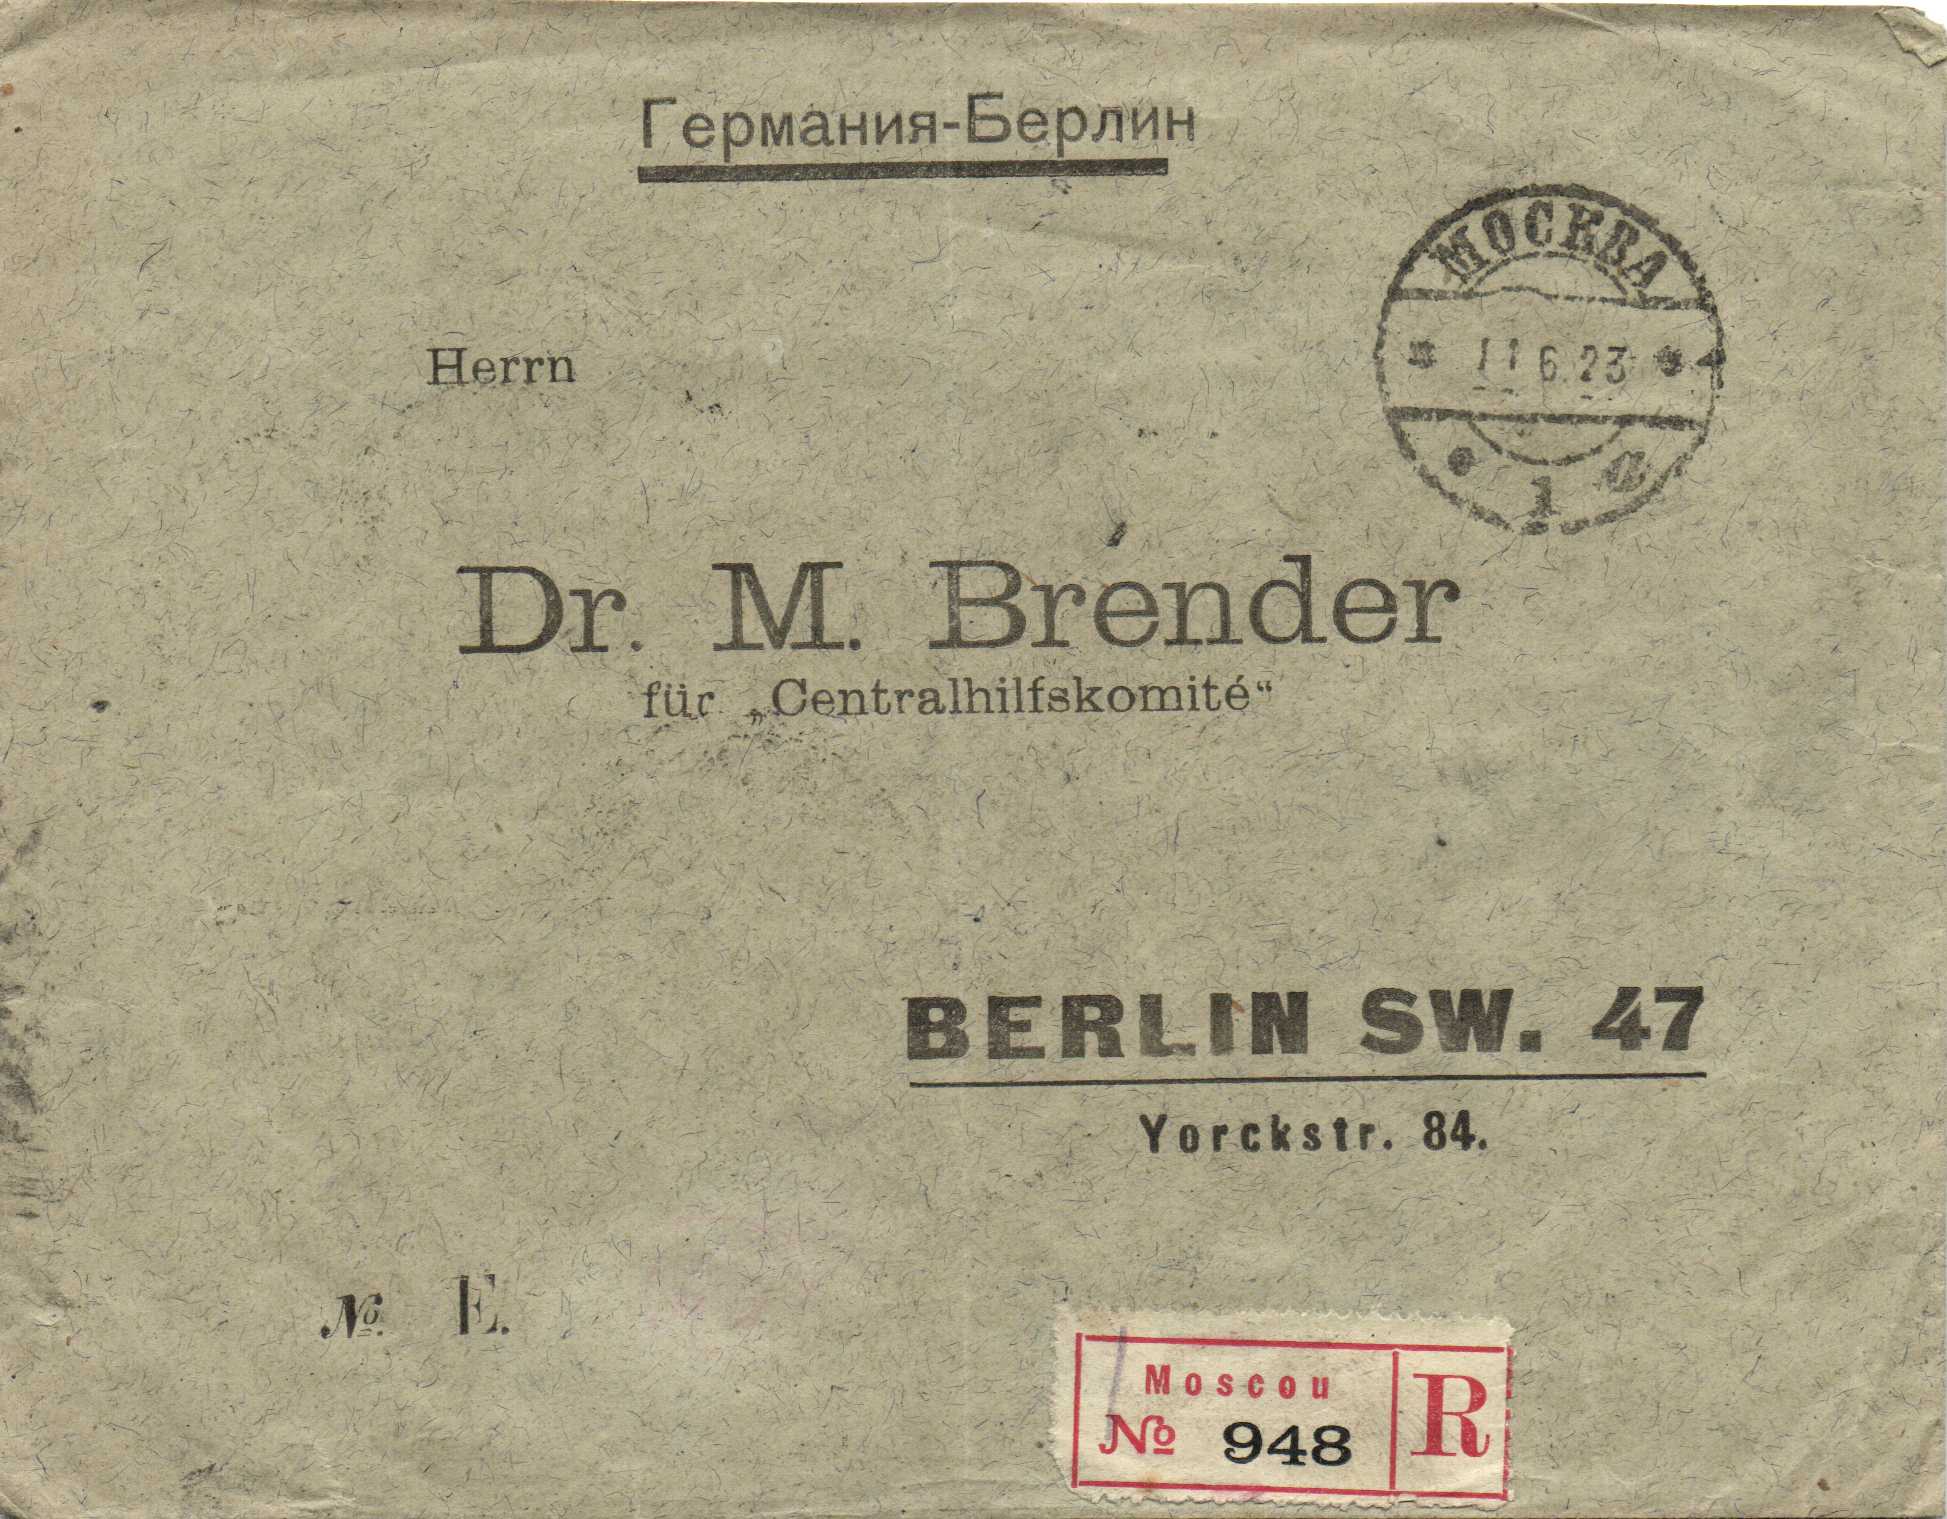 Германия-Берлин
МОСКВА
11 6.23
1 a
Herrn
Dr. M. Brender
für „Centralhilfskomité“
BERLIN SW. 47
Yorckstr. 84.
№ E.
Moscou
№ 948
R